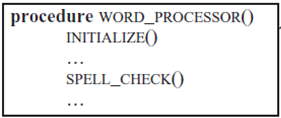 procedure WORD_PROCESSOR()
INITIALIZE()
…
SPELL_CHECK()
…